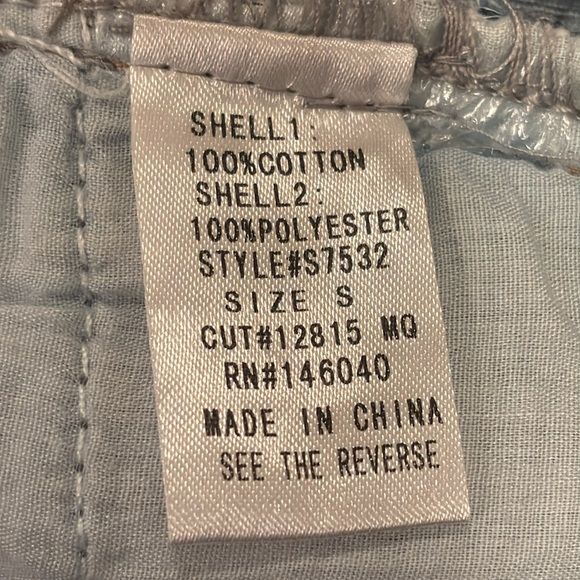 SHELL1:
100%COTTON
SHELL2:
100%POLYESTER
STYLE#S7532
SIZE S
CUT#12815 MQ
RN#146040
MADE IN CHINA
SEE THE REVERSE